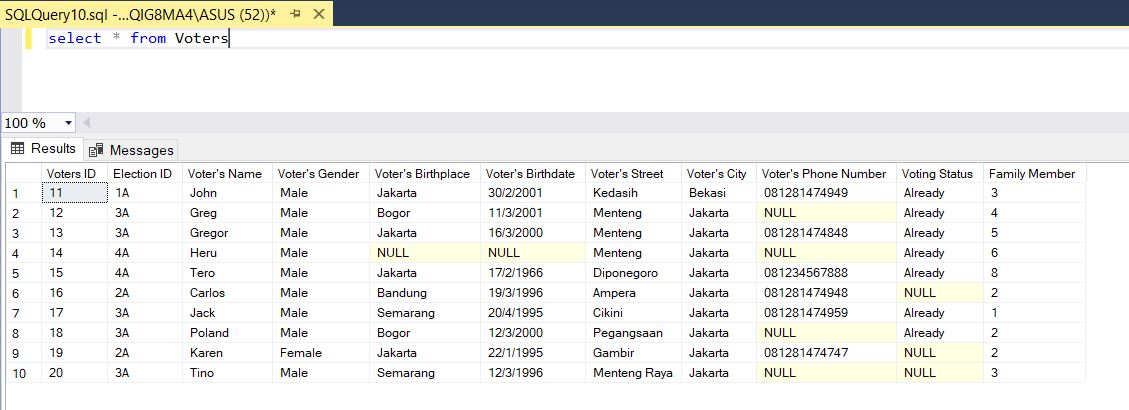 SQLQuery10.sql -...QIG8MA4\ASUS (52))*
select * from Voters
100 %
Results Messages
Voters ID Election ID Voter's Name Voter's Gender Voter's Birthplace Voter's Birthdate Voter's Street Voter's City Voter's Phone Number Voting Status Family Member
1 11 1A John Male Jakarta 30/2/2001 Kedasih Bekasi 081281474949 Already 3
2 12 3A Greg Male Bogor 11/3/2001 Menteng Jakarta NULL Already 4
3 13 3A Gregor Male Jakarta 16/3/2000 Menteng Jakarta 081281474848 Already 5
4 14 4A Heru Male NULL NULL Menteng Jakarta NULL Already 6
5 15 4A Tero Male Jakarta 17/2/1966 Diponegoro Jakarta 081234567888 Already 8
6 16 2A Carlos Male Bandung 19/3/1996 Ampera Jakarta 081281474948 NULL 2
7 17 3A Jack Male Semarang 20/4/1995 Cikini Jakarta 081281474959 Already 1
8 18 3A Poland Male Bogor 12/3/2000 Pegangsaan Jakarta NULL Already 2
9 19 2A Karen Female Jakarta 22/1/1995 Gambir Jakarta 081281474747 NULL 2
10 20 3A Tino Male Semarang 12/3/1996 Menteng Raya Jakarta NULL NULL 3